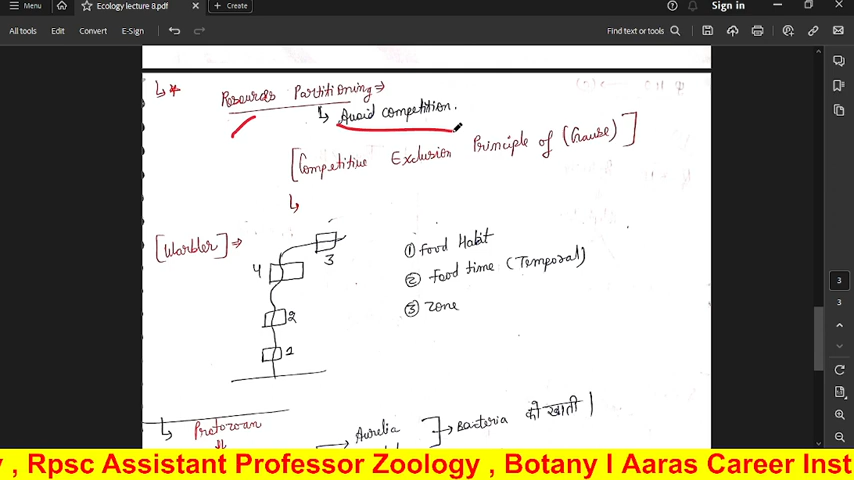 Menu
Ecology lecture 8.pdf
Create
Sign in
All tools
Edit
Convert
E-Sign
Find text or tools
Resources Partitioning
Avoid competition.
[Competitive Exclusion Principle of (Gause)]
[Warbler]
① Food Habit
② Food time (Temporal)
③ Zone
3
4
2
1
3
3
Protozoan
Aurelia
Bacteria को खाती |
, Rpsc Assistant Professor Zoology , Botany I Aaras Career Inst